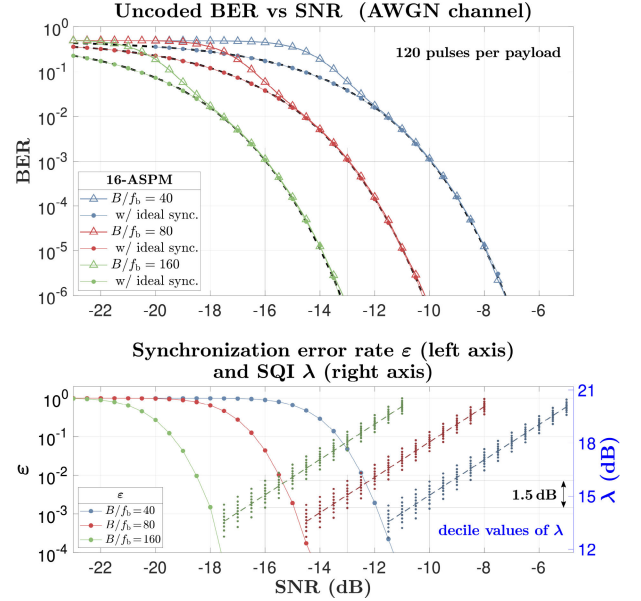 Uncoded BER vs SNR (AWGN channel)
120 pulses per payload
BER
10⁰
10⁻¹
10⁻²
10⁻³
10⁻⁴
10⁻⁵
10⁻⁶
16-ASPM
B/f_b = 40
w/ ideal sync.
B/f_b = 80
w/ ideal sync.
B/f_b = 160
w/ ideal sync.
-22 -20 -18 -16 -14 -12 -10 -8 -6
Synchronization error rate ε (left axis)
and SQI λ (right axis)
ε
10⁰
10⁻¹
10⁻²
10⁻³
10⁻⁴
ε
B/f_b = 40
B/f_b = 80
B/f_b = 160
1.5 dB
decile values of λ
21
18
15
12
λ (dB)
-22 -20 -18 -16 -14 -12 -10 -8 -6
SNR (dB)